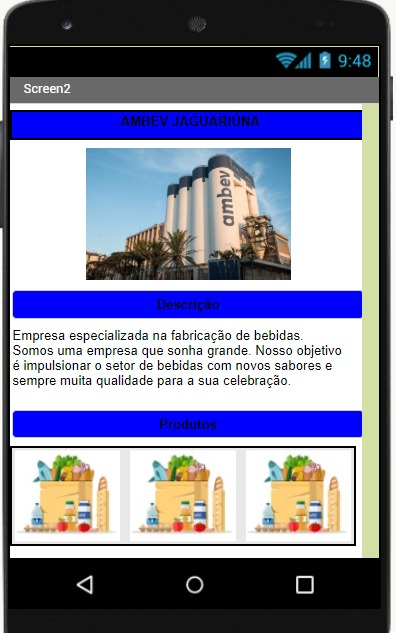 9:48
Screen2
AMBEV JAGUARIÚNA
ambev
Descrição
Empresa especializada na fabricação de bebidas.
Somos uma empresa que sonha grande. Nosso objetivo
é impulsionar o setor de bebidas com novos sabores e
sempre muita qualidade para a sua celebração.
Produtos